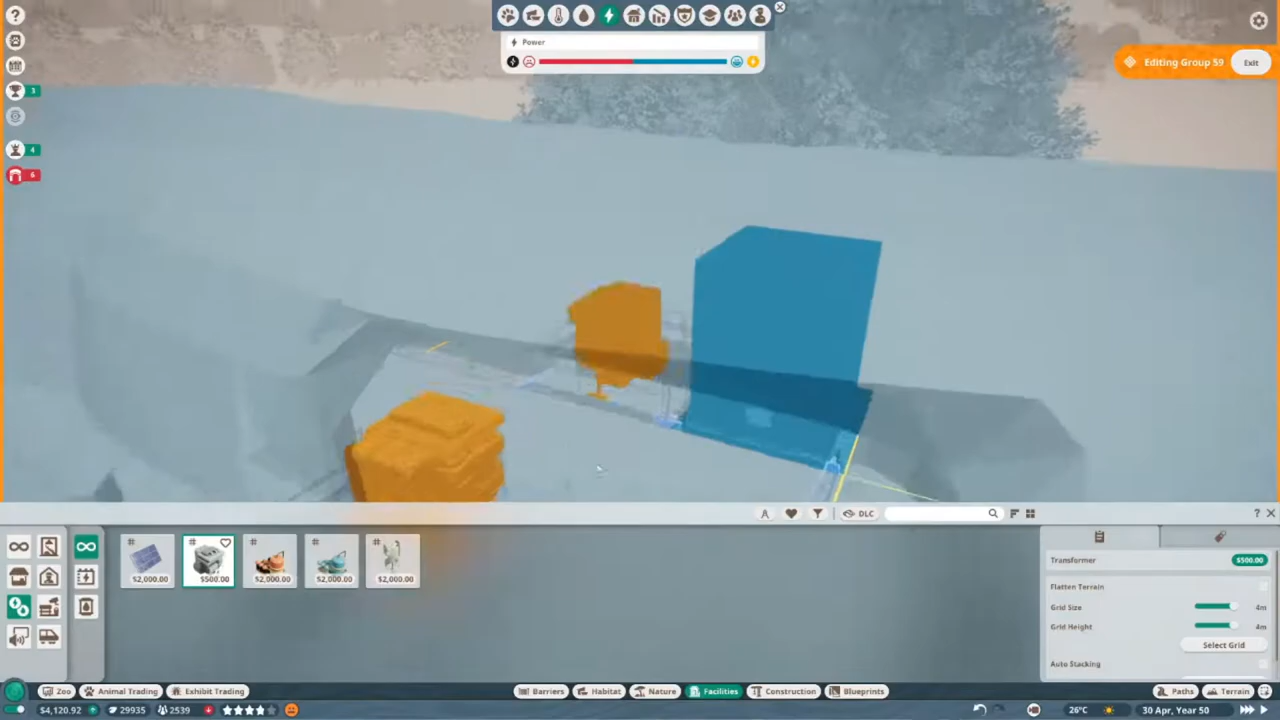 Power
Editing Group 59
Exit
3
4
6
DLC
$2,000.00
$500.00
$2,000.00
$2,000.00
$2,000.00
Transformer
$500.00
Flatten Terrain
Grid Size
4m
Grid Height
4m
Select Grid
Auto Stacking
Zoo
Animal Trading
Exhibit Trading
Barriers
Habitat
Nature
Facilities
Construction
Blueprints
Paths
Terrain
$4,120.92
29935
2539
26°C
30 Apr, Year 50